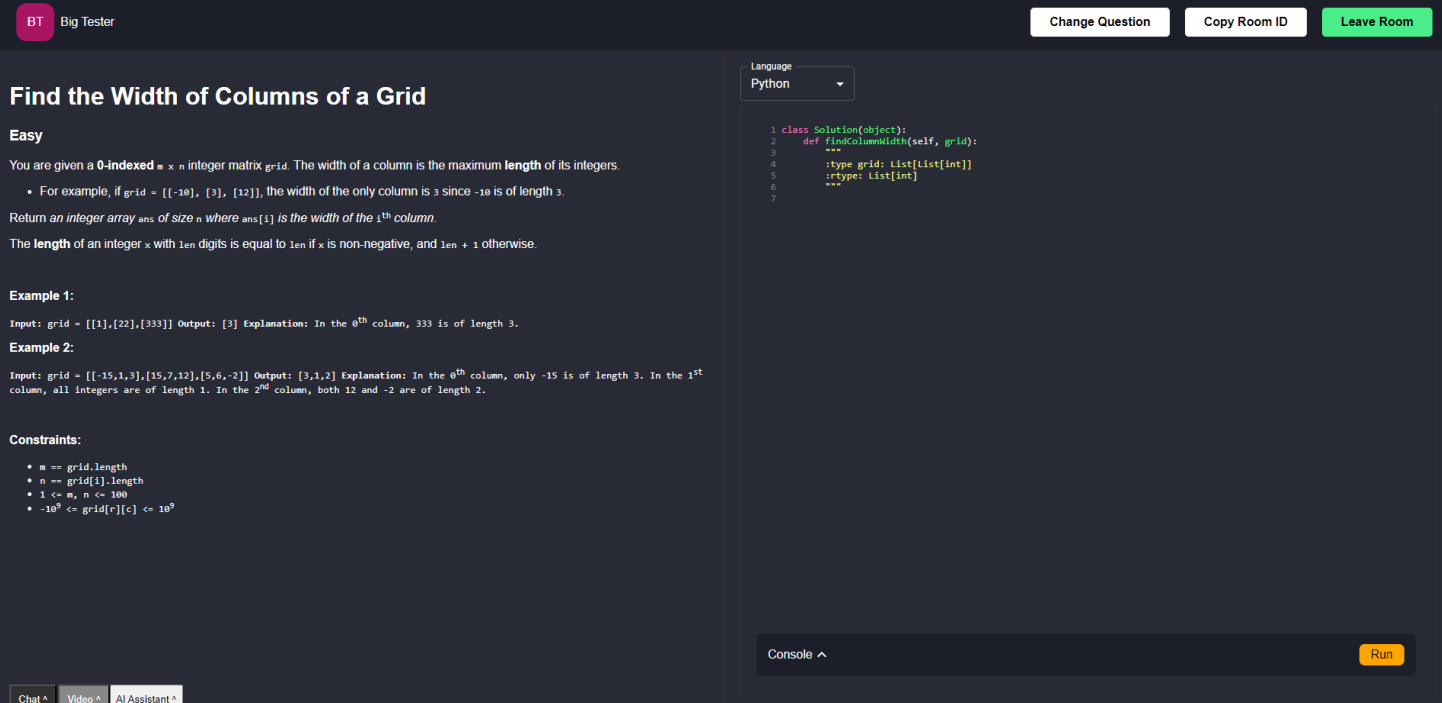 BT Big Tester Change Question Copy Room ID Leave Room
Find the Width of Columns of a Grid
Easy
You are given a 0-indexed m x n integer matrix grid. The width of a column is the maximum length of its integers.
• For example, if grid = [[-10], [3], [12]], the width of the only column is 3 since -10 is of length 3.
Return an integer array ans of size n where ans[i] is the width of the ith column.
The length of an integer x with len digits is equal to len if x is non-negative, and len + 1 otherwise.
Example 1:
Input: grid = [[1],[22],[333]] Output: [3] Explanation: In the 0th column, 333 is of length 3.
Example 2:
Input: grid = [[-15,1,3],[15,7,12],[5,6,-2]] Output: [3,1,2] Explanation: In the 0th column, only -15 is of length 3. In the 1st
column, all integers are of length 1. In the 2nd column, both 12 and -2 are of length 2.
Constraints:
• m == grid.length
• n == grid[i].length
• 1 <= m, n <= 100
• -10^9 <= grid[r][c] <= 10^9
Chat ^ Video ^ AI Assistant ^
Language
Python
1 class Solution(object):
2     def findColumnWidth(self, grid):
3         """
4         :type grid: List[List[int]]
5         :rtype: List[int]
6         """
7
Console Run